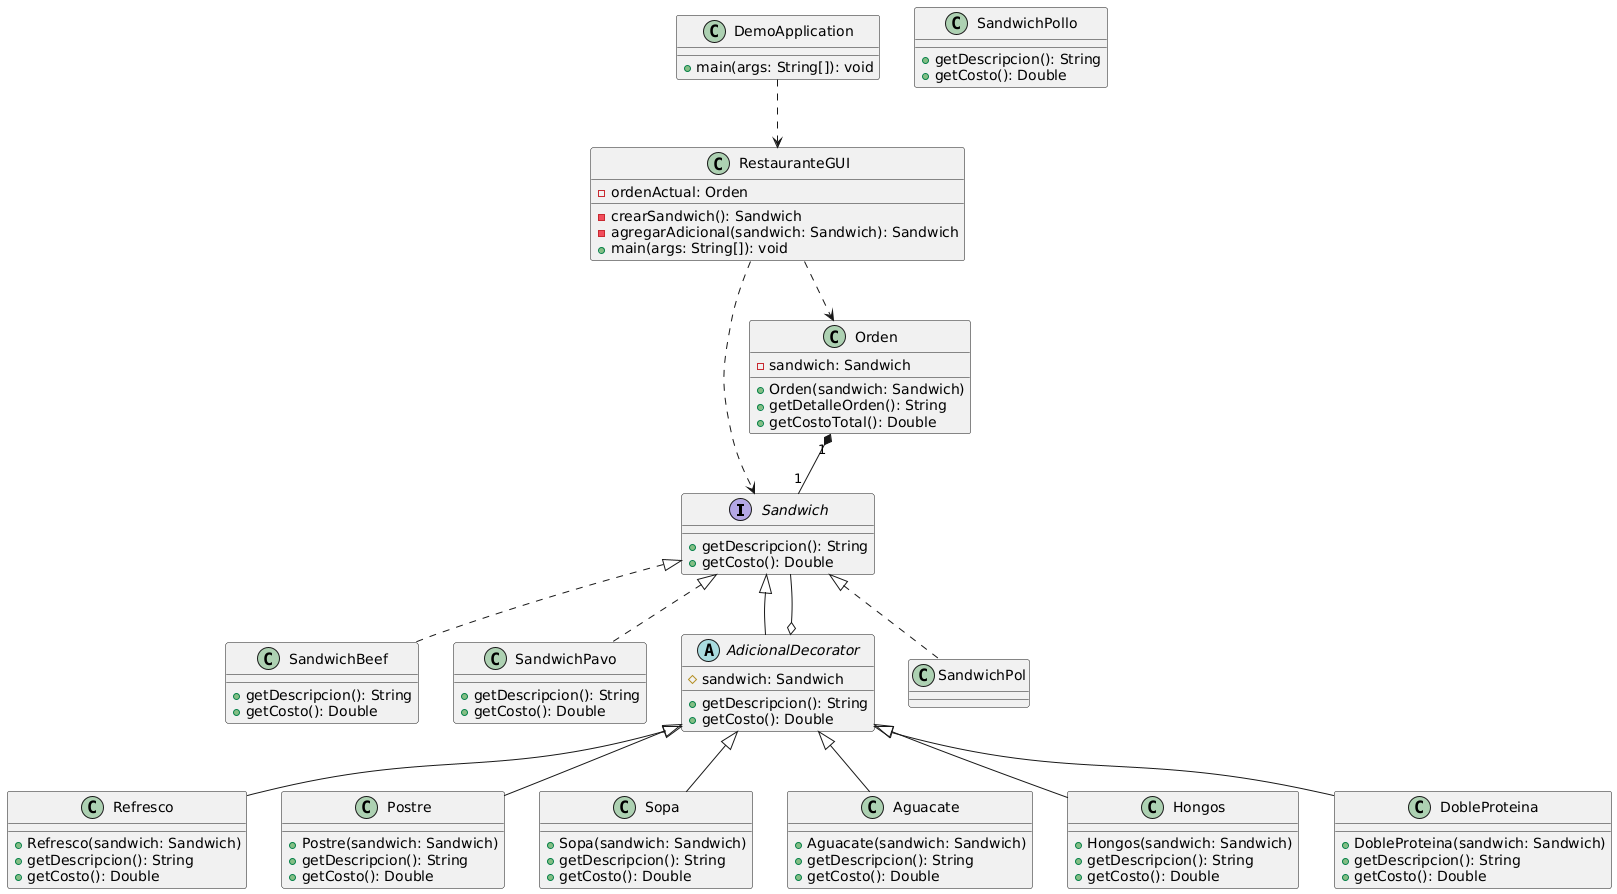 DemoApplication
main(args: String[]): void
SandwichPollo
getDescripcion(): String
getCosto(): Double
RestauranteGUI
ordenActual: Orden
crearSandwich(): Sandwich
agregarAdicional(sandwich: Sandwich): Sandwich
main(args: String[]): void
Orden
sandwich: Sandwich
Orden(sandwich: Sandwich)
getDetalleOrden(): String
getCostoTotal(): Double
1
1
Sandwich
getDescripcion(): String
getCosto(): Double
SandwichBeef
getDescripcion(): String
getCosto(): Double
SandwichPavo
getDescripcion(): String
getCosto(): Double
AdicionalDecorator
sandwich: Sandwich
getDescripcion(): String
getCosto(): Double
SandwichPol
Refresco
Refresco(sandwich: Sandwich)
getDescripcion(): String
getCosto(): Double
Postre
Postre(sandwich: Sandwich)
getDescripcion(): String
getCosto(): Double
Sopa
Sopa(sandwich: Sandwich)
getDescripcion(): String
getCosto(): Double
Aguacate
Aguacate(sandwich: Sandwich)
getDescripcion(): String
getCosto(): Double
Hongos
Hongos(sandwich: Sandwich)
getDescripcion(): String
getCosto(): Double
DobleProteina
DobleProteina(sandwich: Sandwich)
getDescripcion(): String
getCosto(): Double